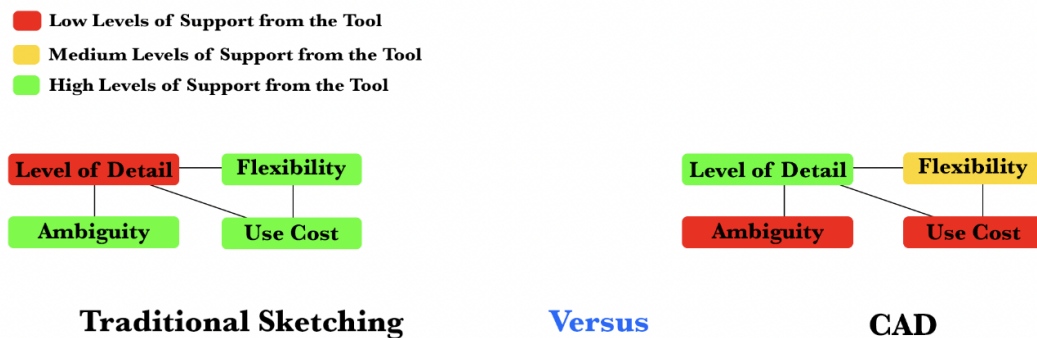 Low Levels of Support from the Tool
Medium Levels of Support from the Tool
High Levels of Support from the Tool
Level of Detail
Flexibility
Ambiguity
Use Cost
Level of Detail
Flexibility
Ambiguity
Use Cost
Traditional Sketching
Versus
CAD